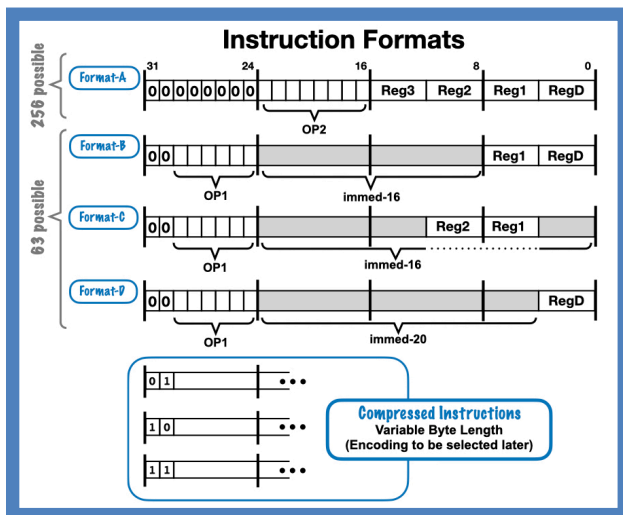 Instruction Formats
31 24 16 8 0
256 possible
Format-A
0 0 0 0 0 0 0 0 Reg3 Reg2 Reg1 RegD
OP2
63 possible
Format-B
0 0 Reg1 RegD
OP1 immed-16
Format-C
0 0 Reg2 Reg1
OP1 immed-16
Format-D
0 0 RegD
OP1 immed-20
0 1 •••
1 0 •••
1 1 •••
Compressed Instructions
Variable Byte Length
(Encoding to be selected later)